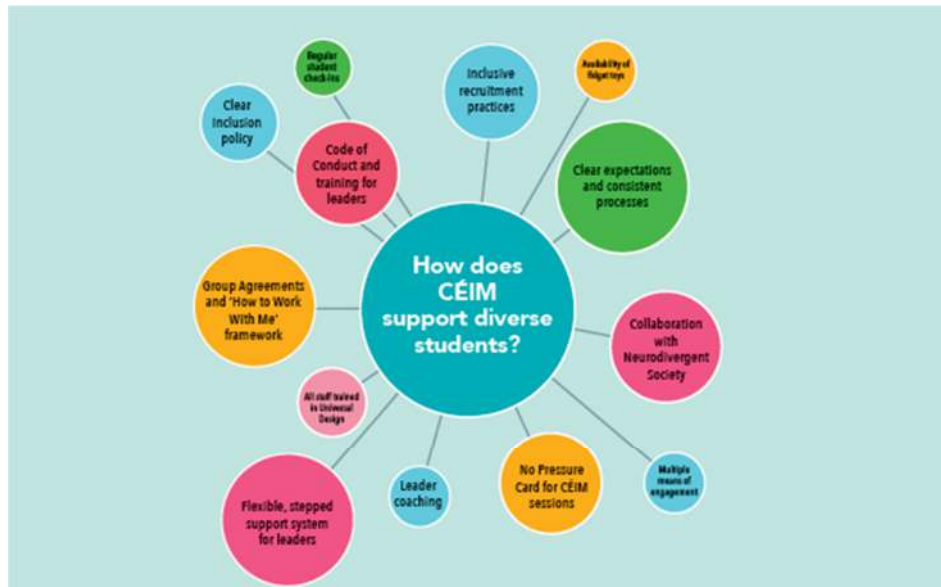 Regular
student
check-ins
Inclusive
recruitment
practices
Availability of
fidget toys
Clear
Inclusion
policy
Code of
Conduct and
training for
leaders
Clear expectations
and consistent
processes
How does
CÉIM
support diverse
students?
Group Agreements
and 'How to Work
With Me'
framework
Collaboration
with
Neurodivergent
Society
All staff trained
in Universal
Design
Flexible, stepped
support system
for leaders
Leader
coaching
No Pressure
Card for CÉIM
sessions
Multiple
means of
engagement